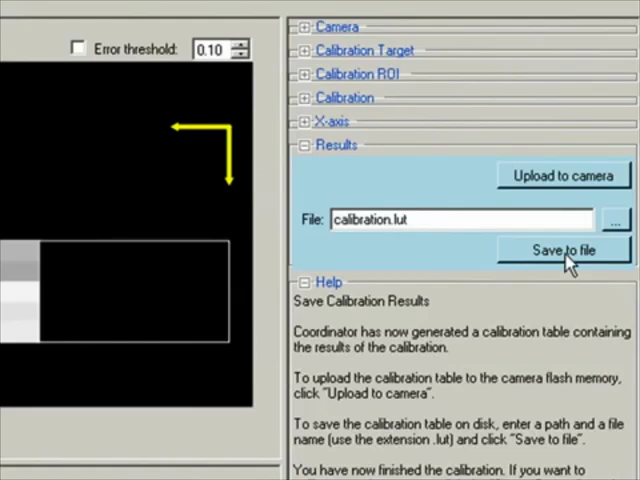 Camera
Error threshold: 0.10
Calibration Target
Calibration ROI
Calibration
X-axis
Results
Upload to camera
File: calibration.lut ...
Save to file
Help
Save Calibration Results
Coordinator has now generated a calibration table containing
the results of the calibration.
To upload the calibration table to the camera flash memory,
click "Upload to camera".
To save the calibration table on disk, enter a path and a file
name (use the extension .lut) and click "Save to file".
You have now finished the calibration. If you want to